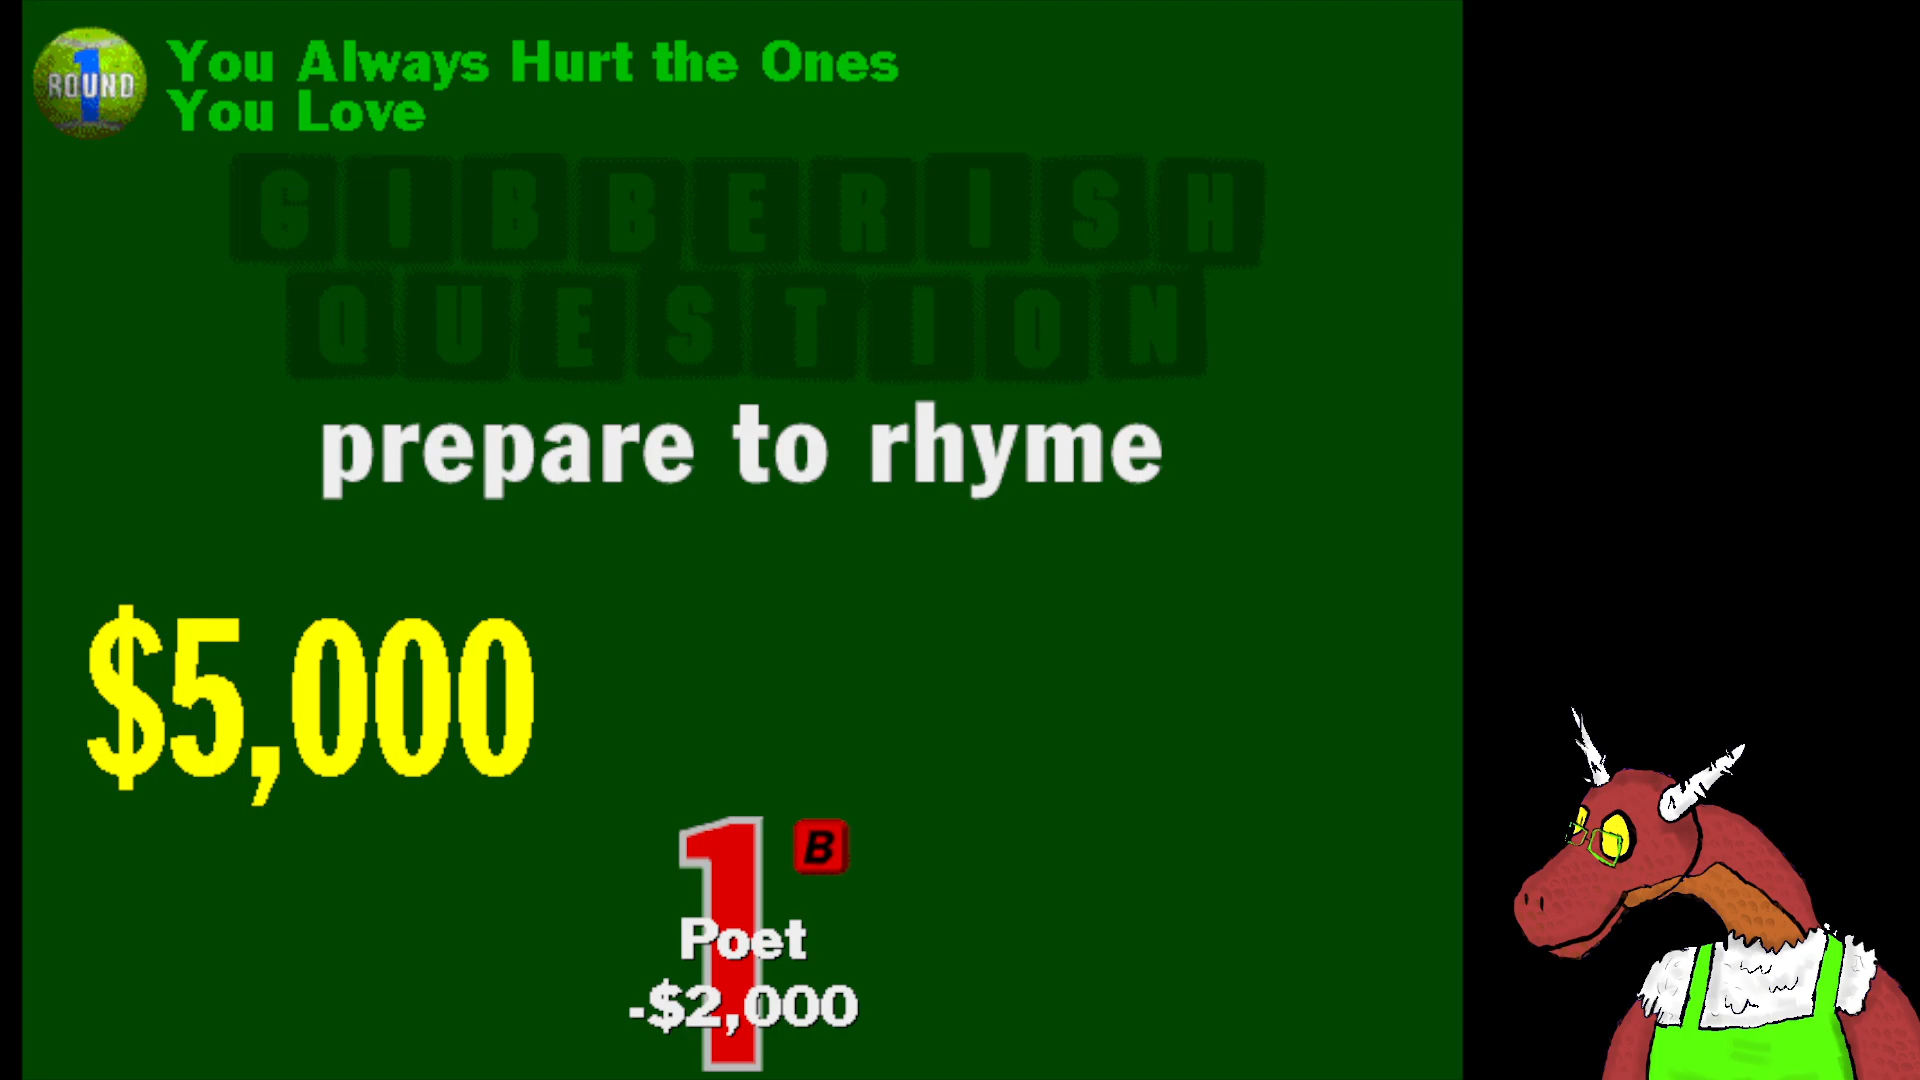 1
ROUND
You Always Hurt the Ones
You Love
GIBBERISH
QUESTION
prepare to rhyme
$5,000
1
B
Poet
-$2,000